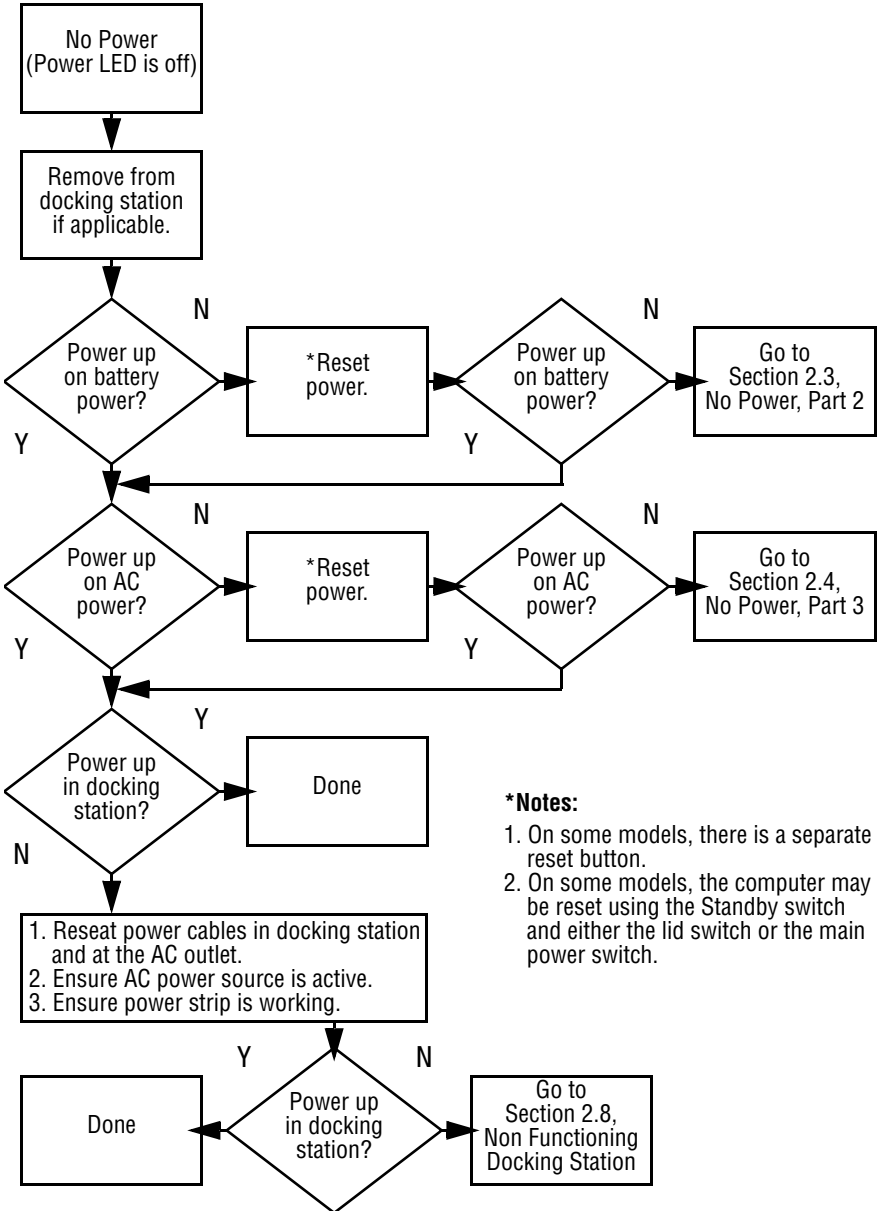 No Power
(Power LED is off)
Remove from
docking station
if applicable.
N
Power up
on battery
power?
Y
*Reset
power.
N
Power up
on battery
power?
Y
Go to
Section 2.3,
No Power, Part 2
N
Power up
on AC
power?
Y
*Reset
power.
N
Power up
on AC
power?
Y
Go to
Section 2.4,
No Power, Part 3
Y
Power up
in docking
station?
N
Done
*Notes:
1. On some models, there is a separate
reset button.
2. On some models, the computer may
be reset using the Standby switch
and either the lid switch or the main
power switch.
1. Reseat power cables in docking station
and at the AC outlet.
2. Ensure AC power source is active.
3. Ensure power strip is working.
Y
N
Done
Power up
in docking
station?
Go to
Section 2.8,
Non Functioning
Docking Station